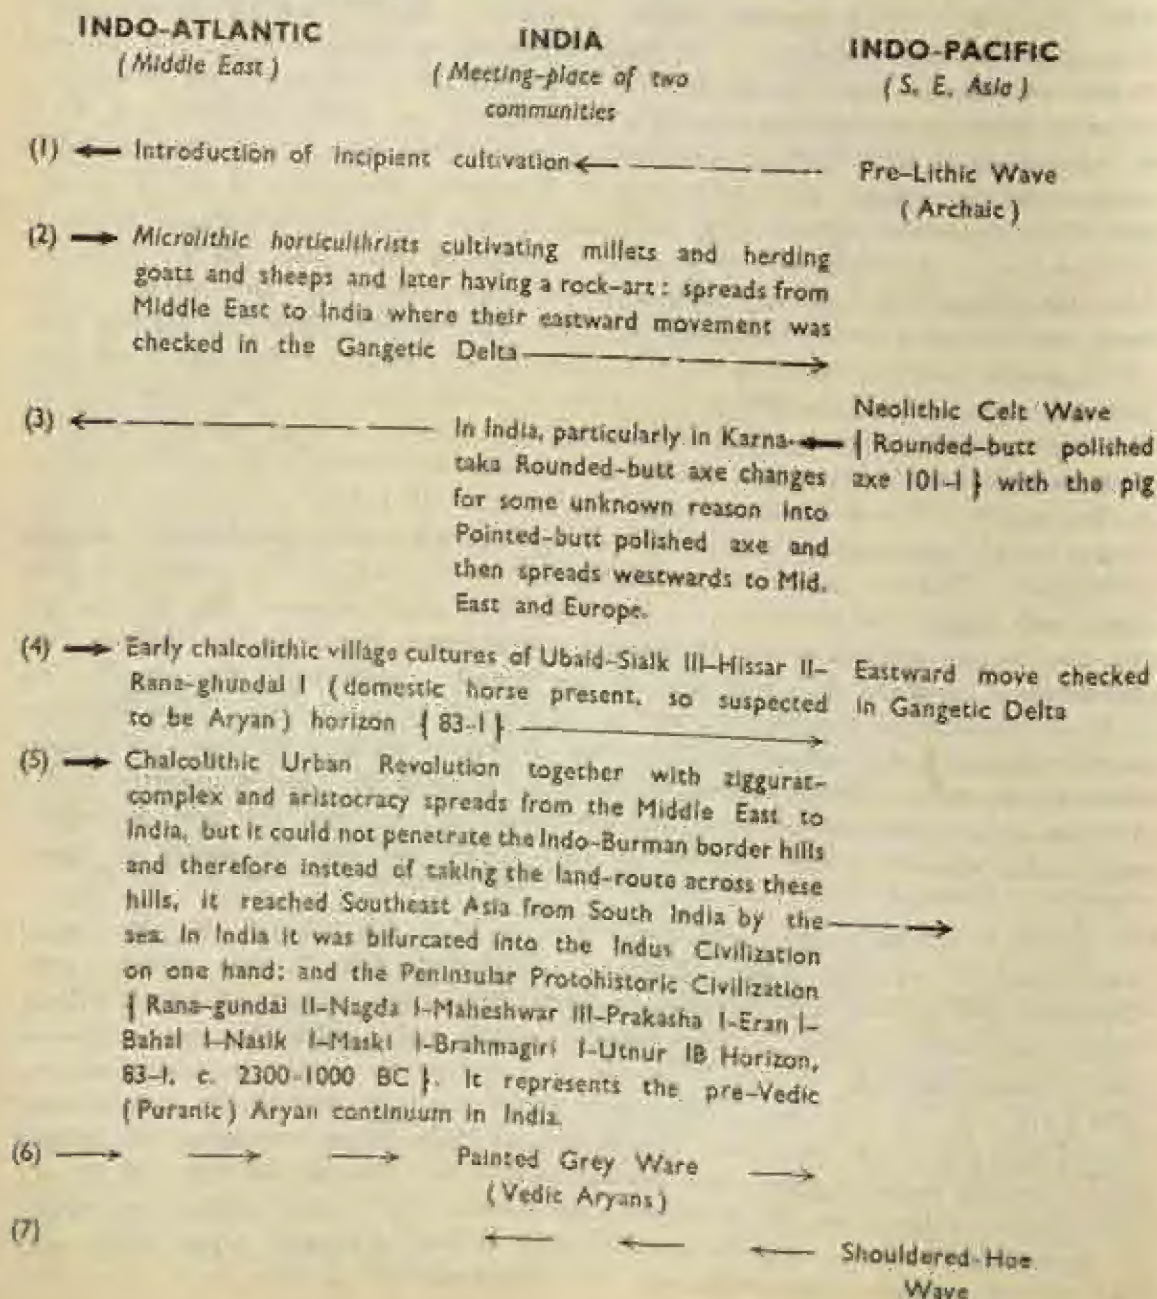 INDO-ATLANTIC
(Middle East)
INDIA
(Meeting-place of two
communities
INDO-PACIFIC
(S. E. Asia)
(1) ← Introduction of incipient cultivation ←
Pre-Lithic Wave
(Archaic)
(2) → Microlithic horticulthrists cultivating millets and herding
goats and sheeps and later having a rock-art : spreads from
Middle East to India where their eastward movement was
checked in the Gangetic Delta →
(3) ←
In India, particularly in Karna-
taka Rounded-butt axe changes
for some unknown reason into
Pointed-butt polished axe and
then spreads westwards to Mid.
East and Europe.
Neolithic Celt Wave
← { Rounded-butt polished
axe 101-I } with the pig
(4) → Early chalcolithic village cultures of Ubaid-Sialk III-Hissar II-
Rana-ghundai I (domestic horse present, so suspected
to be Aryan) horizon { 83-I } →
Eastward move checked
in Gangetic Delta
(5) → Chalcolithic Urban Revolution together with ziggurat-
complex and aristocracy spreads from the Middle East to
India, but it could not penetrate the Indo-Burman border hills
and therefore instead of taking the land-route across these
hills, it reached Southeast Asia from South India by the →
sea. In India it was bifurcated into the Indus Civilization
on one hand; and the Peninsular Protohistoric Civilization
{ Rana-gundai II-Nagda I-Maheshwar III-Prakasha I-Eran I-
Bahal I-Nasik I-Maski I-Brahmagiri I-Utnur IB Horizon,
83-I. c. 2300-1000 BC }. It represents the pre-Vedic
(Puranic) Aryan continuum in India.
(6) → → → Painted Grey Ware →
(Vedic Aryans)
(7) ← ← ← Shouldered-Hoe
Wave